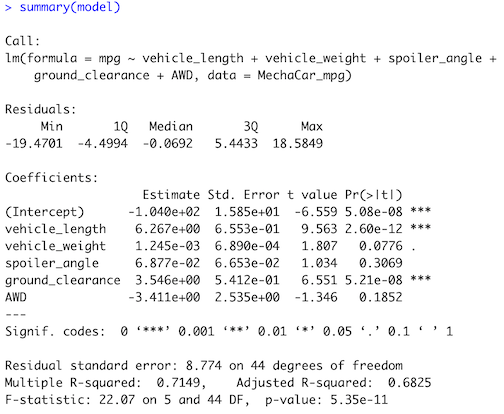 > summary(model)
Call:
lm(formula = mpg ~ vehicle_length + vehicle_weight + spoiler_angle +
    ground_clearance + AWD, data = MechaCar_mpg)
Residuals:
     Min       1Q   Median       3Q      Max
-19.4701  -4.4994  -0.0692   5.4433  18.5849
Coefficients:
                   Estimate Std. Error t value Pr(>|t|)
(Intercept)      -1.040e+02  1.585e+01  -6.559 5.08e-08 ***
vehicle_length    6.267e+00  6.553e-01   9.563 2.60e-12 ***
vehicle_weight    1.245e-03  6.890e-04   1.807   0.0776 .
spoiler_angle     6.877e-02  6.653e-02   1.034   0.3069
ground_clearance  3.546e+00  5.412e-01   6.551 5.21e-08 ***
AWD              -3.411e+00  2.535e+00  -1.346   0.1852
---
Signif. codes:  0 ‘***’ 0.001 ‘**’ 0.01 ‘*’ 0.05 ‘.’ 0.1 ‘ ’ 1
Residual standard error: 8.774 on 44 degrees of freedom
Multiple R-squared:  0.7149,    Adjusted R-squared:  0.6825
F-statistic: 22.07 on 5 and 44 DF,  p-value: 5.35e-11